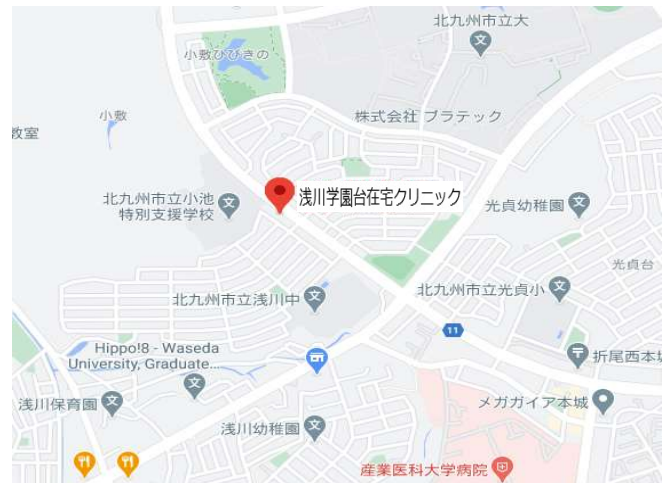 北九州市立大
小敷ひびきの
小敷
株式会社 プラテック
教室
北九州市立小池
特別支援学校
浅川学園台在宅クリニック
光貞幼稚園
光貞台
北九州市立浅川中
北九州市立光貞小
11
Hippo!8 - Waseda
University, Graduate...
折尾西本城
浅川保育園
メガガイア本城
浅川幼稚園
産業医科大学病院